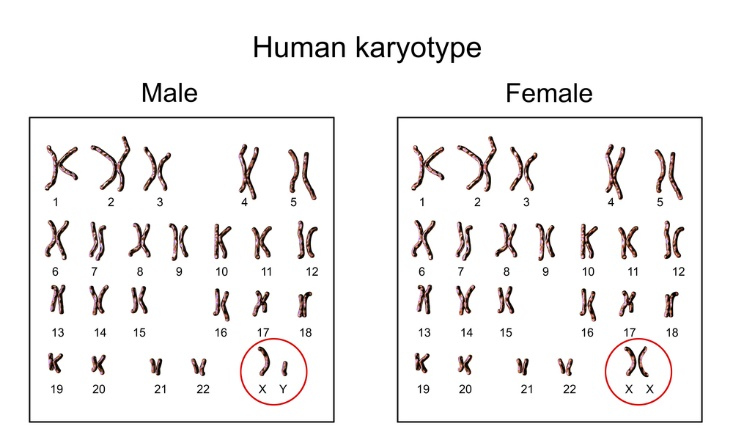 Human karyotype
Male
1 2 3 4 5
6 7 8 9 10 11 12
13 14 15 16 17 18
19 20 21 22 X Y
Female
1 2 3 4 5
6 7 8 9 10 11 12
13 14 15 16 17 18
19 20 21 22 X X